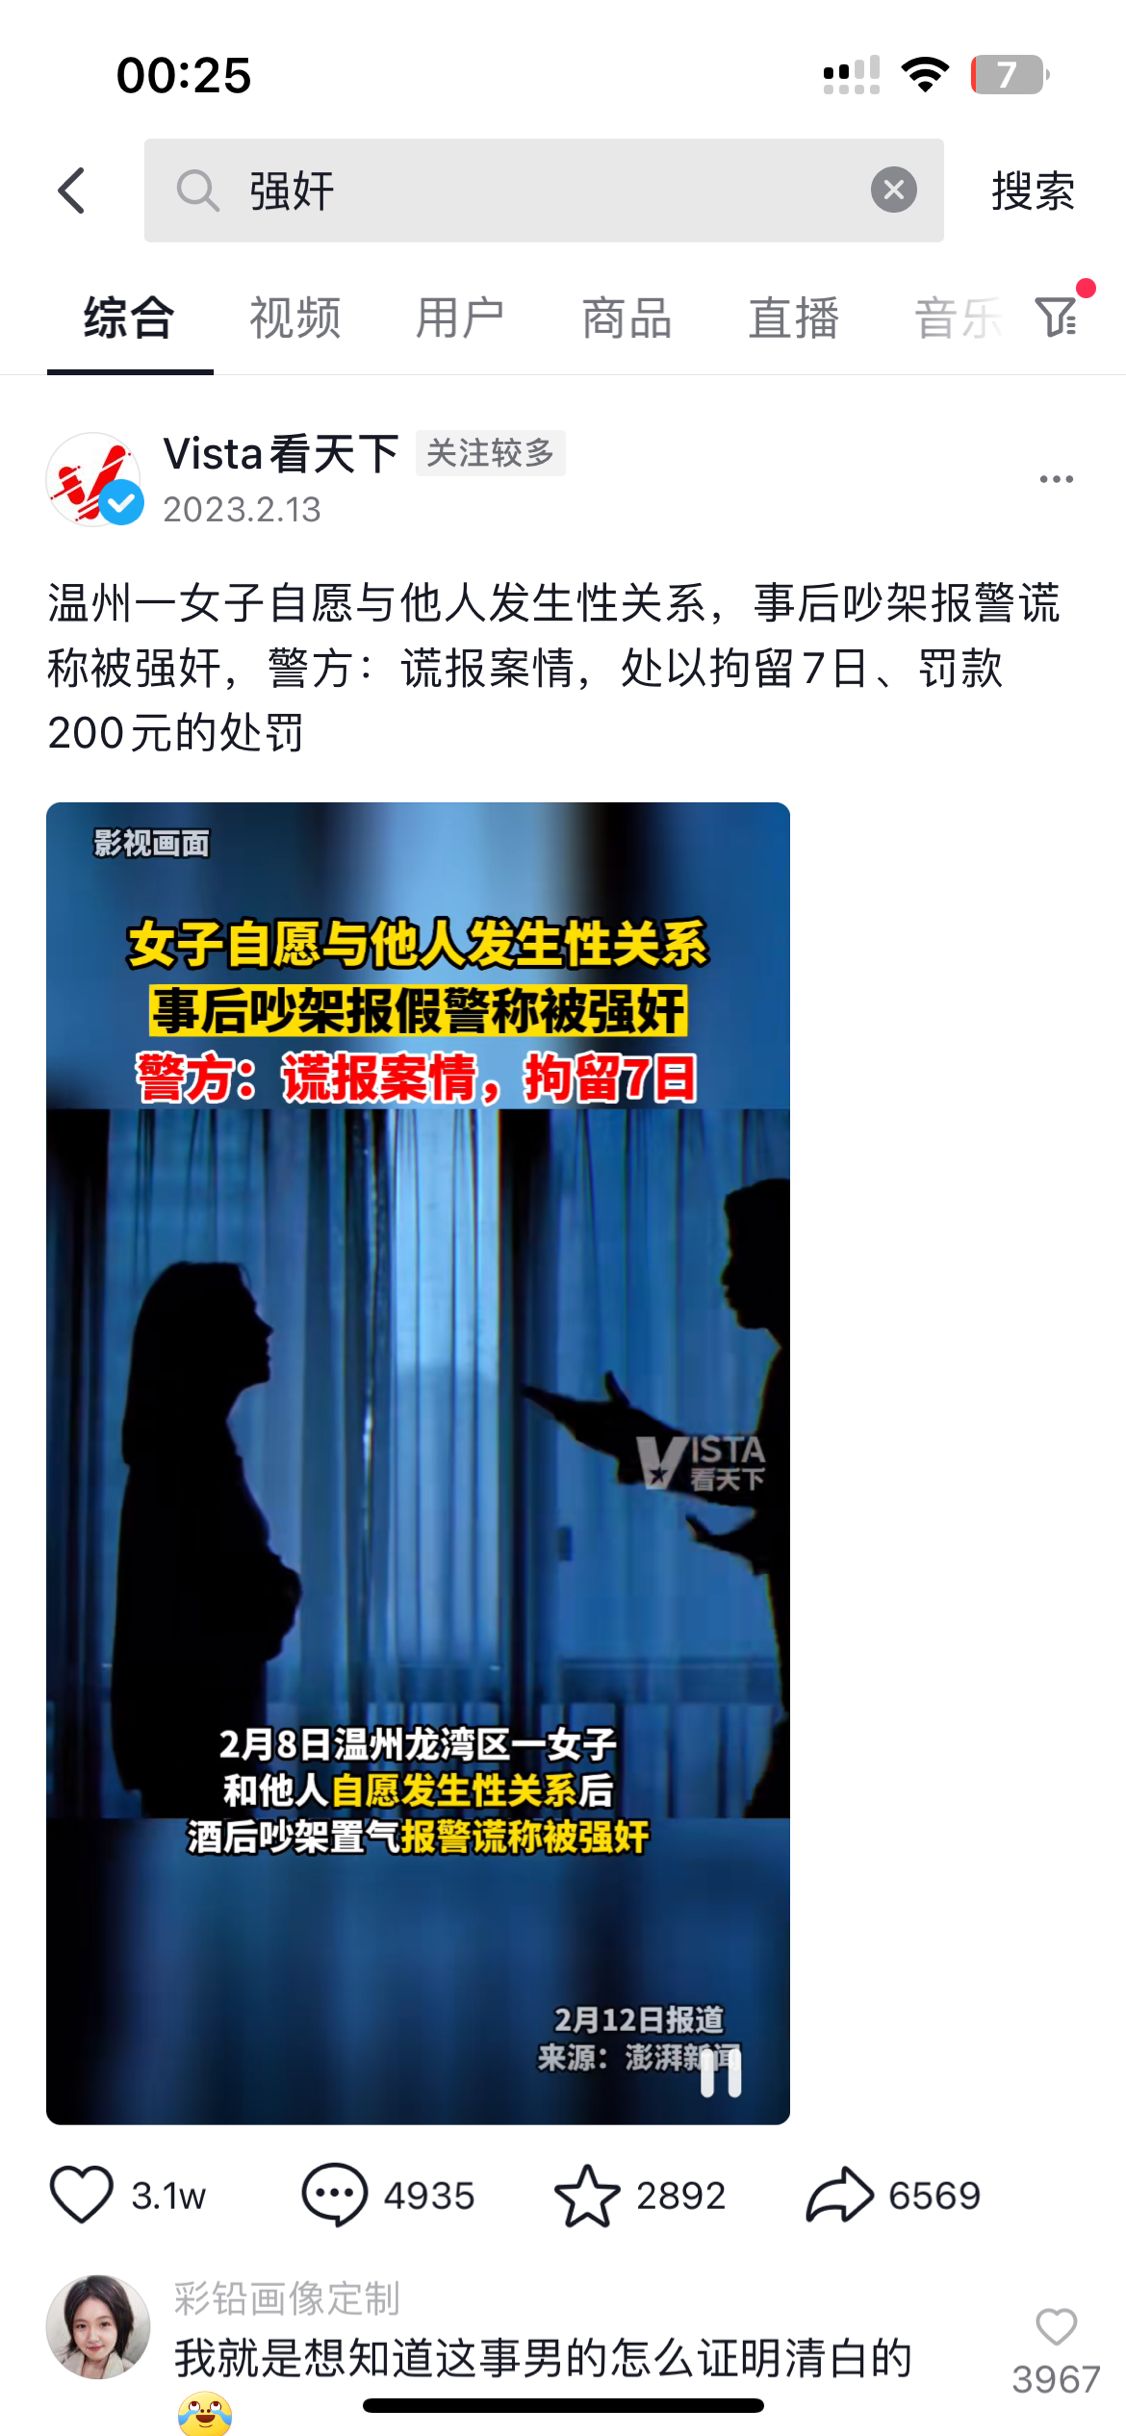 00:25
7
强奸
搜索
综合
视频
用户
商品
直播
音乐
Vista看天下
关注较多
2023.2.13
温州一女子自愿与他人发生性关系，事后吵架报警谎
称被强奸，警方：谎报案情，处以拘留7日、罚款
200元的处罚
影视画面
女子自愿与他人发生性关系
事后吵架报假警称被强奸
警方：谎报案情，拘留7日
VISTA
看天下
2月8日温州龙湾区一女子
和他人自愿发生性关系后
酒后吵架置气报警谎称被强奸
2月12日报道
来源：澎湃新闻
3.1w
4935
2892
6569
彩铅画像定制
我就是想知道这事男的怎么证明清白的
3967